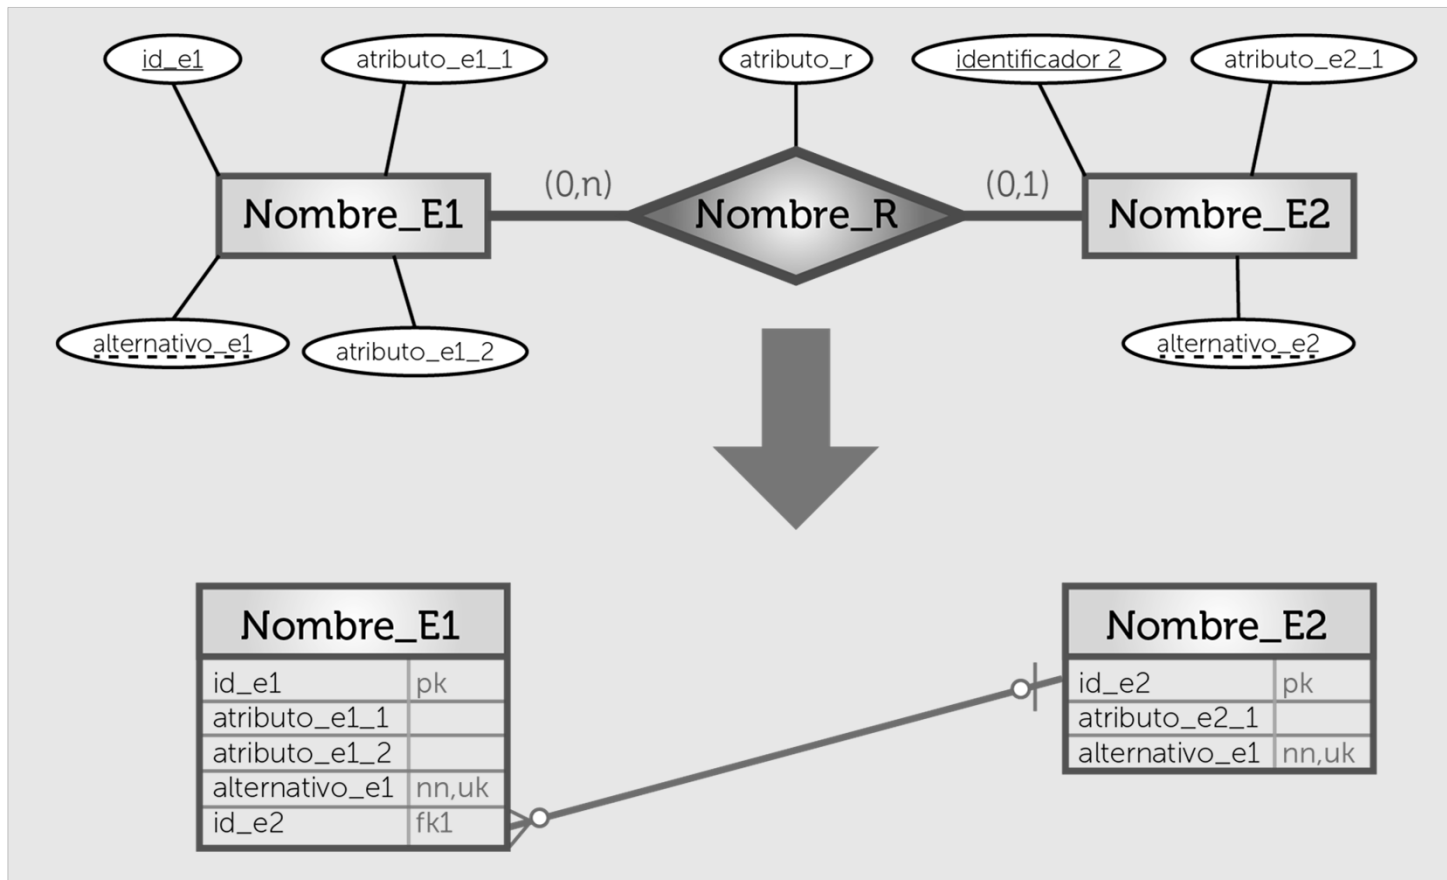 id_e1
atributo_e1_1
atributo_r
identificador 2
atributo_e2_1
Nombre_E1
(0,n)
Nombre_R
(0,1)
Nombre_E2
alternativo_e1
atributo_e1_2
alternativo_e2
Nombre_E1
id_e1 pk
atributo_e1_1
atributo_e1_2
alternativo_e1 nn,uk
id_e2 fk1
Nombre_E2
id_e2 pk
atributo_e2_1
alternativo_e1 nn,uk